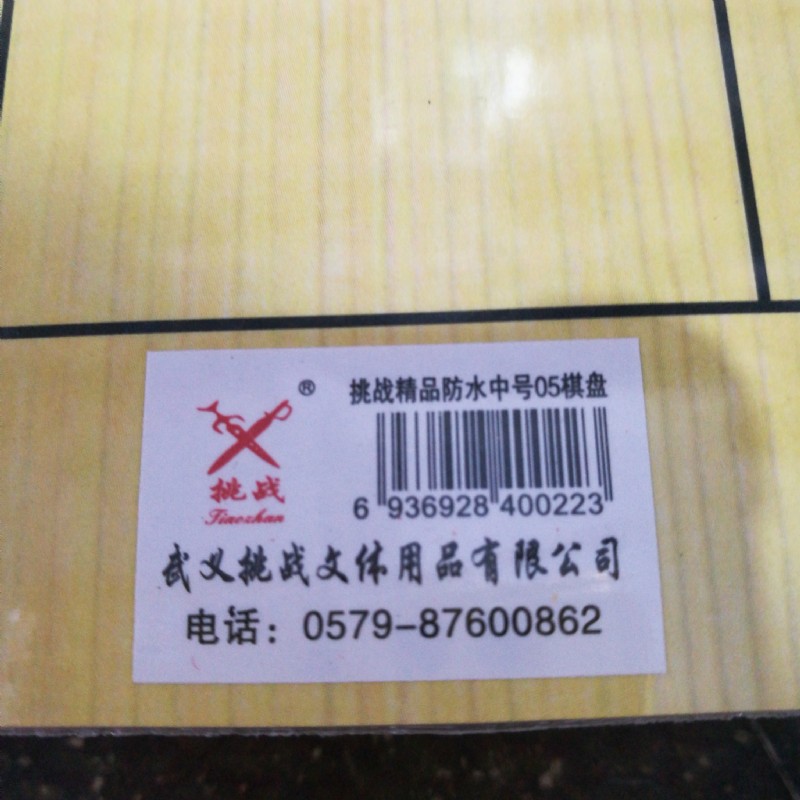 ®
挑战精品防水中号05棋盘
6 936928 400223
挑战
Tiaozhan
武义挑战文体用品有限公司
电话：0579-87600862